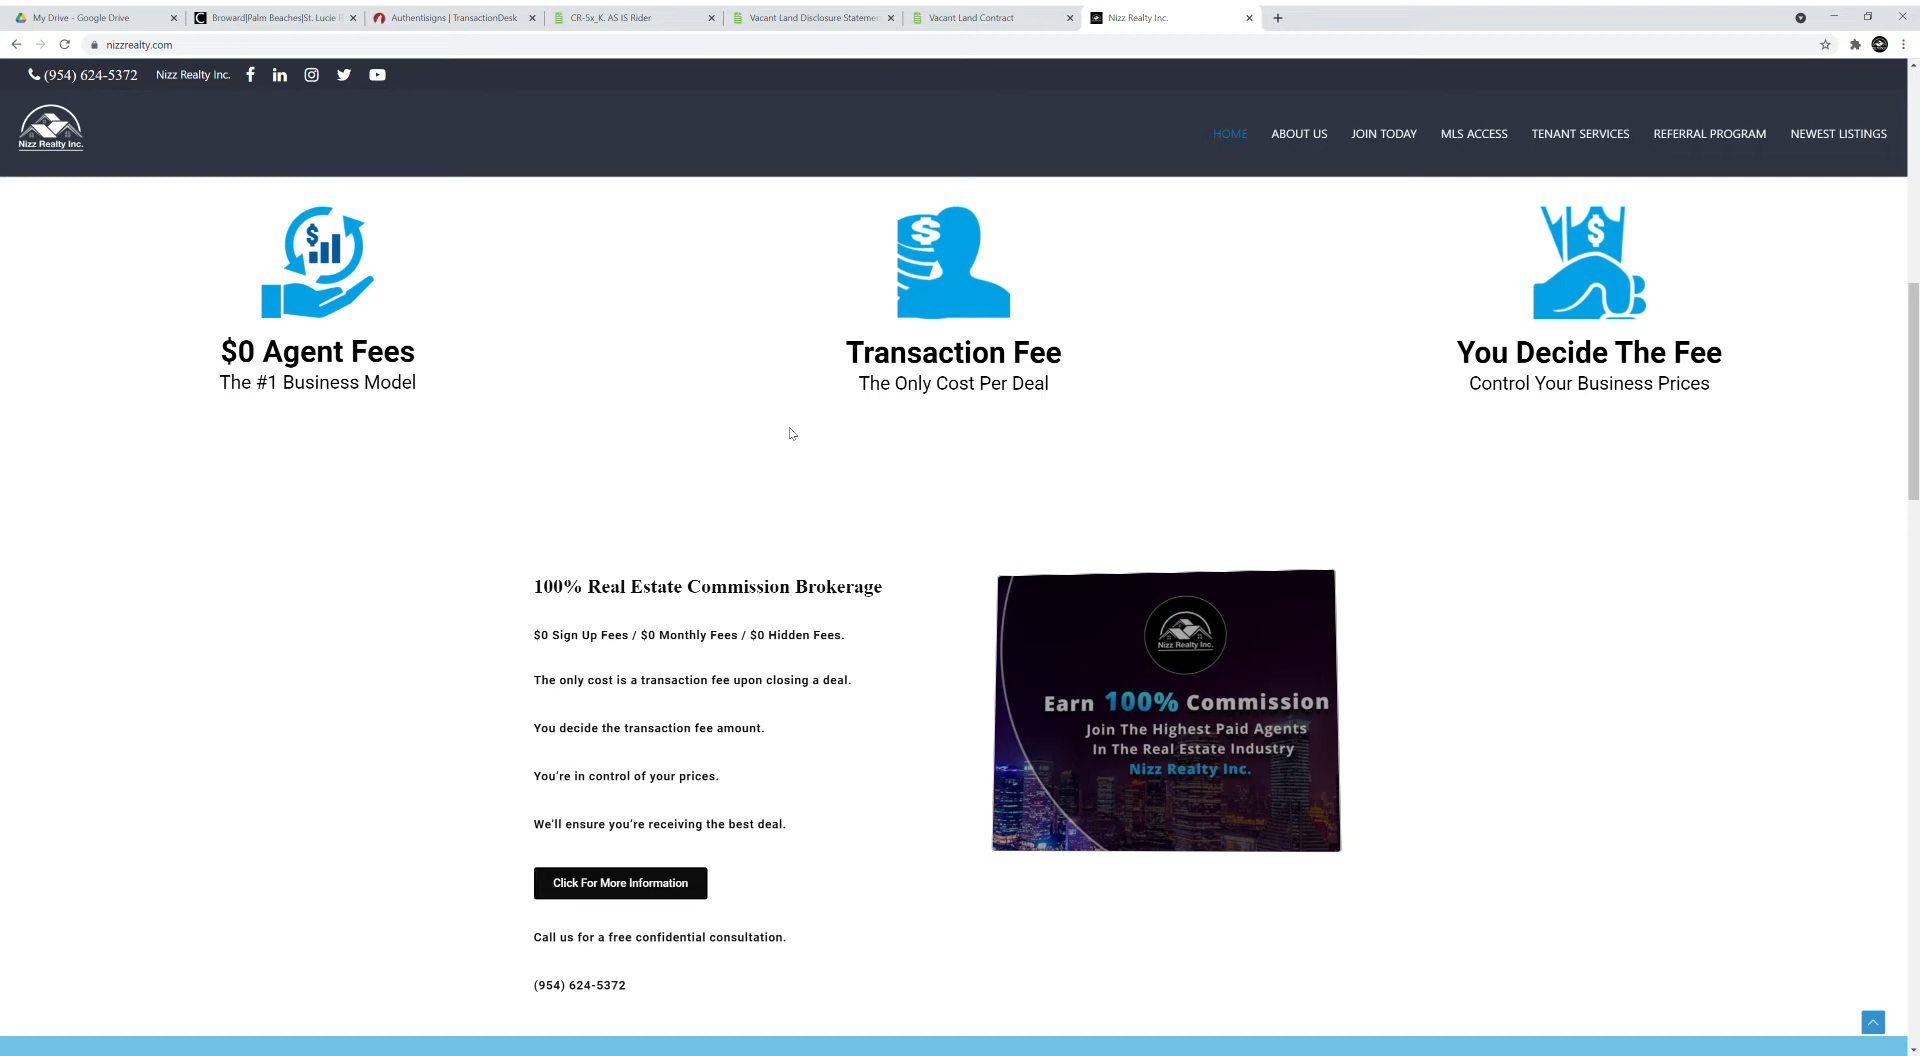 My Drive - Google Drive
Broward|Palm Beaches|St. Lucie
Authentisigns | TransactionDesk
CR-5x_K. AS IS Rider
Vacant Land Disclosure Stateme
Vacant Land Contract
Nizz Realty Inc.
nizzrealty.com
(954) 624-5372 Nizz Realty Inc.
Nizz Realty Inc.
HOME ABOUT US JOIN TODAY MLS ACCESS TENANT SERVICES REFERRAL PROGRAM NEWEST LISTINGS
$0 Agent Fees
The #1 Business Model
Transaction Fee
The Only Cost Per Deal
You Decide The Fee
Control Your Business Prices
100% Real Estate Commission Brokerage
$0 Sign Up Fees / $0 Monthly Fees / $0 Hidden Fees.
The only cost is a transaction fee upon closing a deal.
You decide the transaction fee amount.
You're in control of your prices.
We'll ensure you're receiving the best deal.
Click For More Information
Call us for a free confidential consultation.
(954) 624-5372
Nizz Realty Inc.
Earn 100% Commission
Join The Highest Paid Agents
In The Real Estate Industry
Nizz Realty Inc.